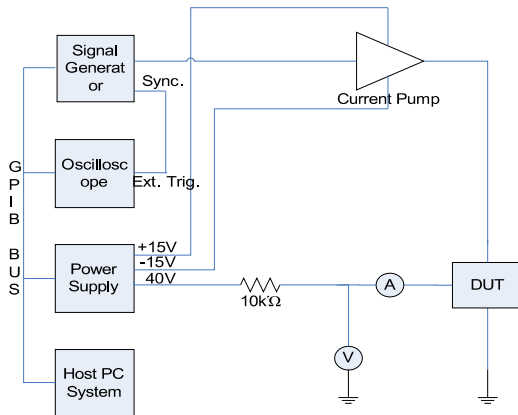 Signal
Generat
or
Sync.
Current Pump
Oscillosc
ope
Ext. Trig.
GPIB BUS
+15V
-15V
40V
Power
Supply
10kΩ
A
DUT
V
Host PC
System